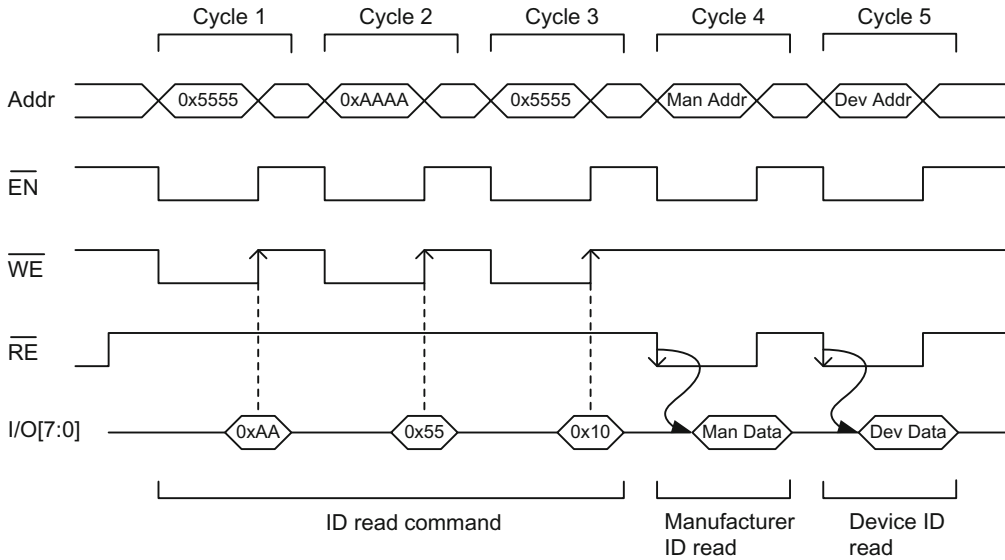 Cycle 1 Cycle 2 Cycle 3 Cycle 4 Cycle 5
Addr 0x5555 0xAAAA 0x5555 Man Addr Dev Addr
EN
WE
RE
I/O[7:0] 0xAA 0x55 0x10 Man Data Dev Data
ID read command Manufacturer Device ID
ID read read